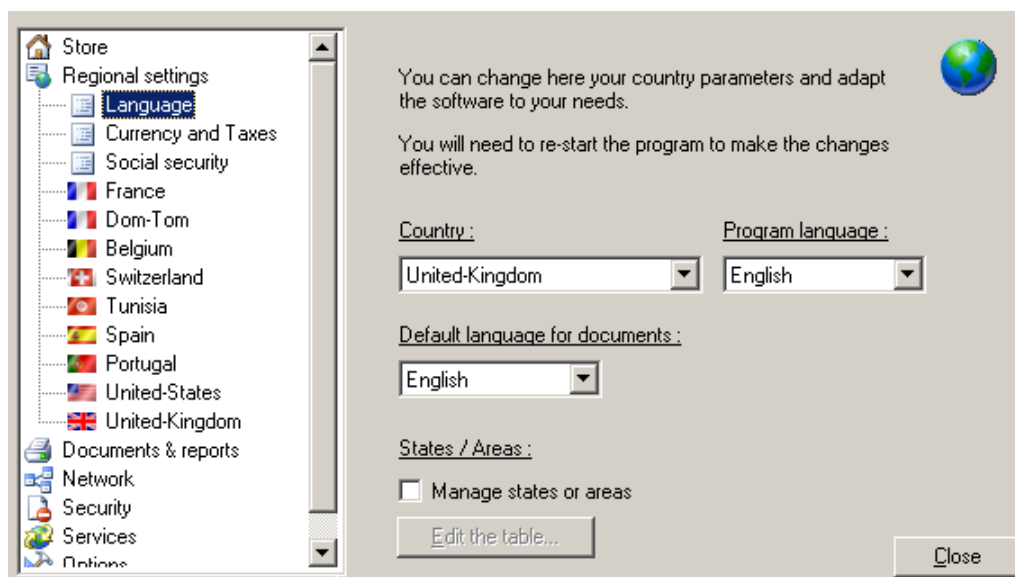 Store
Regional settings
Language
Currency and Taxes
Social security
France
Dom-Tom
Belgium
Switzerland
Tunisia
Spain
Portugal
United-States
United-Kingdom
Documents & reports
Network
Security
Services
Options
You can change here your country parameters and adapt
the software to your needs.
You will need to re-start the program to make the changes
effective.
Country :
Program language :
United-Kingdom
English
Default language for documents :
English
States / Areas :
Manage states or areas
Edit the table...
Close